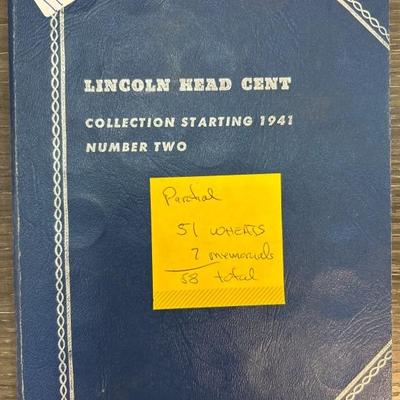 LINCOLN HEAD CENT
COLLECTION STARTING 1941
NUMBER TWO
Partial
51 WHEATS
7 memorials
58 total